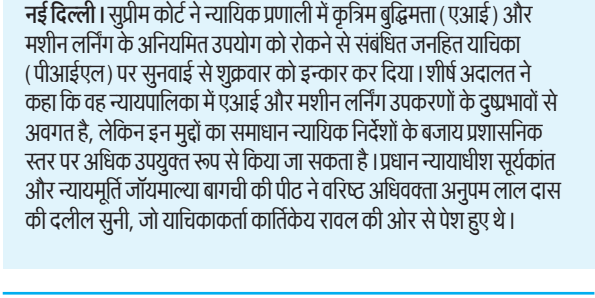 नई दिल्ली। सुप्रीम कोर्ट ने न्यायिक प्रणाली में कृत्रिम बुद्धिमत्ता (एआई) और
मशीन लर्निंग के अनियमित उपयोग को रोकने से संबंधित जनहित याचिका
(पीआईएल) पर सुनवाई से शुक्रवार को इन्कार कर दिया। शीर्ष अदालत ने
कहा कि वह न्यायपालिका में एआई और मशीन लर्निंग उपकरणों के दुष्प्रभावों से
अवगत है, लेकिन इन मुद्दों का समाधान न्यायिक निर्देशों के बजाय प्रशासनिक
स्तर पर अधिक उपयुक्त रूप से किया जा सकता है। प्रधान न्यायाधीश सूर्यकांत
और न्यायमूर्ति जॉयमाल्या बागची की पीठ ने वरिष्ठ अधिवक्ता अनुपम लाल दास
की दलील सुनी, जो याचिकाकर्ता कार्तिकेय रावल की ओर से पेश हुए थे।